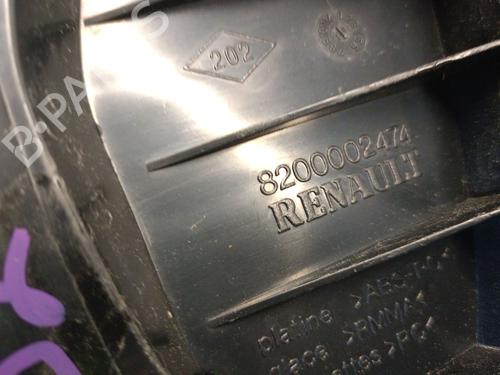 B-PARTS
202
8200002474
RENAULT
platine >ABS-PC<
glace >PMMA<
>PC<